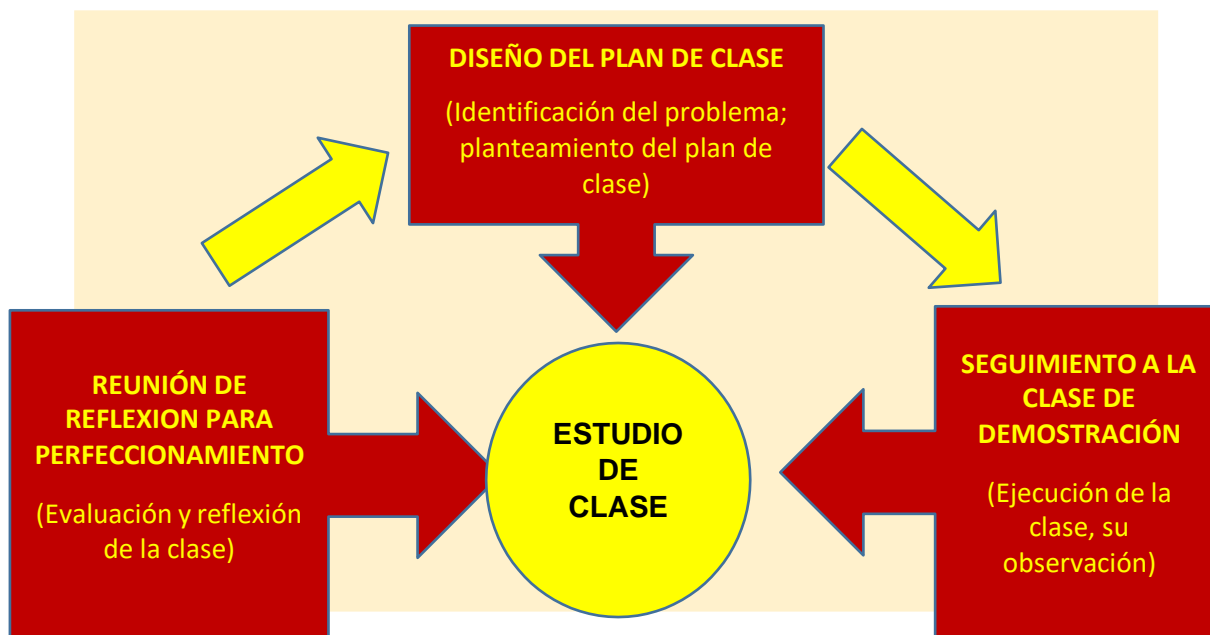 DISEÑO DEL PLAN DE CLASE
(Identificación del problema;
planteamiento del plan de
clase)
REUNIÓN DE
REFLEXION PARA
PERFECCIONAMIENTO
(Evaluación y reflexión
de la clase)
ESTUDIO
DE
CLASE
SEGUIMIENTO A LA
CLASE DE
DEMOSTRACIÓN
(Ejecución de la
clase, su
observación)